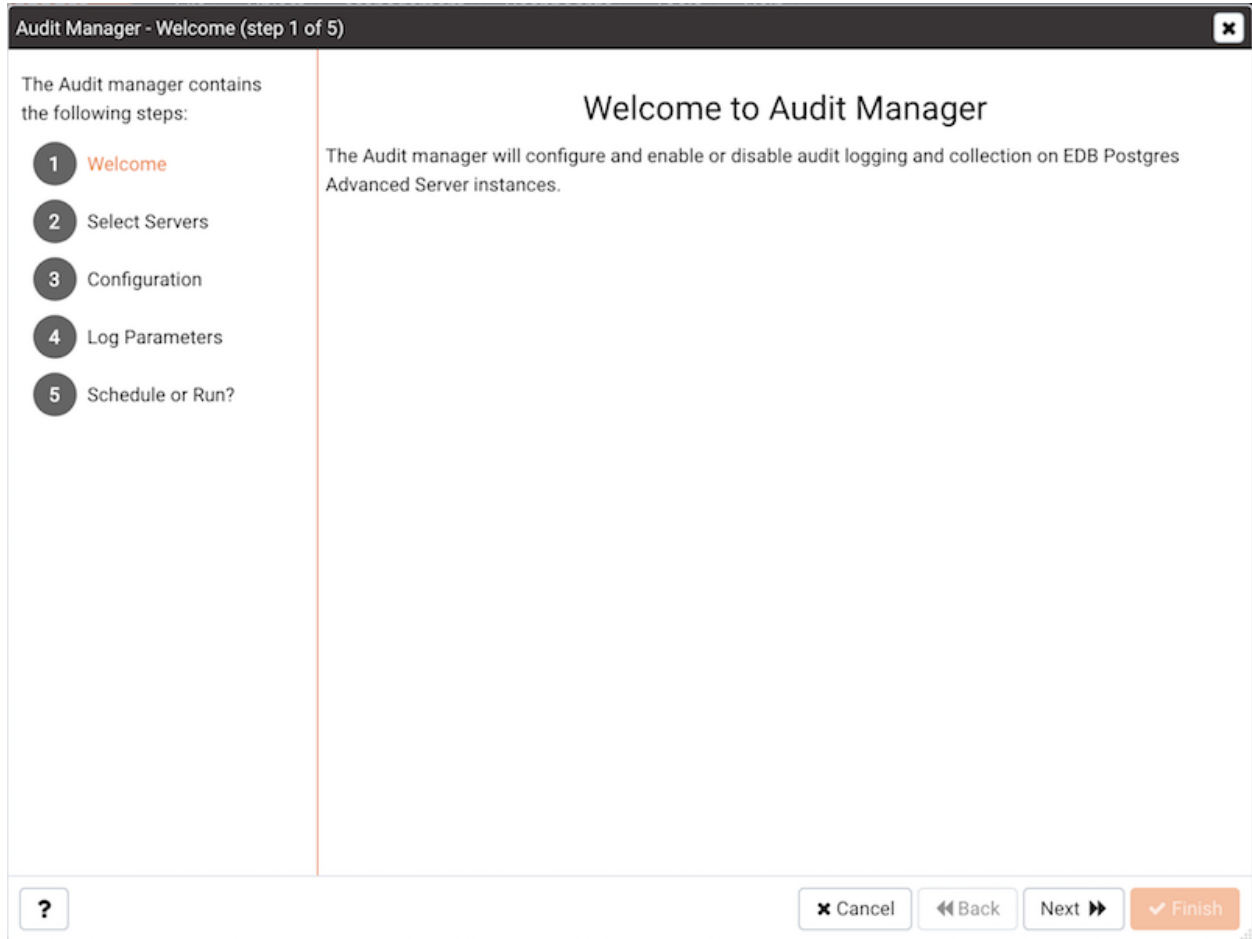 Audit Manager - Welcome (step 1 of 5)
The Audit manager contains
the following steps:
1 Welcome
2 Select Servers
3 Configuration
4 Log Parameters
5 Schedule or Run?
Welcome to Audit Manager
The Audit manager will configure and enable or disable audit logging and collection on EDB Postgres
Advanced Server instances.
? Cancel Back Next Finish